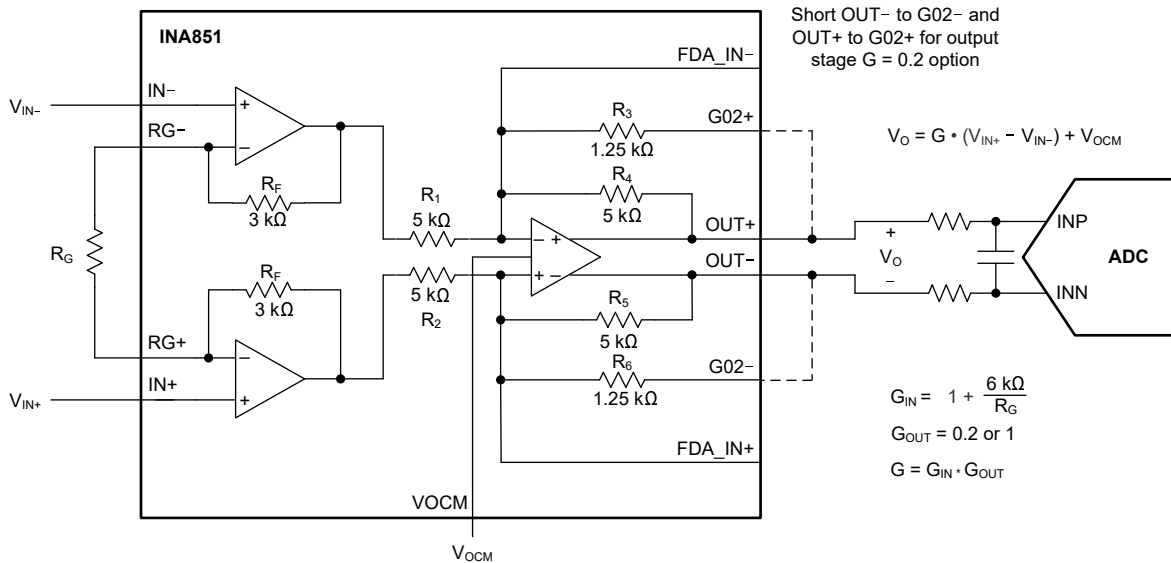 Short OUT− to G02− and
OUT+ to G02+ for output
stage G = 0.2 option
INA851
FDA_IN−
IN−
V_IN−
RG−
R_3
1.25 kΩ
G02+
V_O = G • (V_IN+ − V_IN−) + V_OCM
R_F
3 kΩ
R_1
5 kΩ
R_4
5 kΩ
OUT+
R_G
+
V_O
−
INP
ADC
INN
OUT−
R_F
3 kΩ
5 kΩ
R_2
R_5
5 kΩ
RG+
R_6
1.25 kΩ
G02−
IN+
V_IN+
G_IN = 1 + 6 kΩ / R_G
G_OUT = 0.2 or 1
G = G_IN * G_OUT
FDA_IN+
VOCM
V_OCM